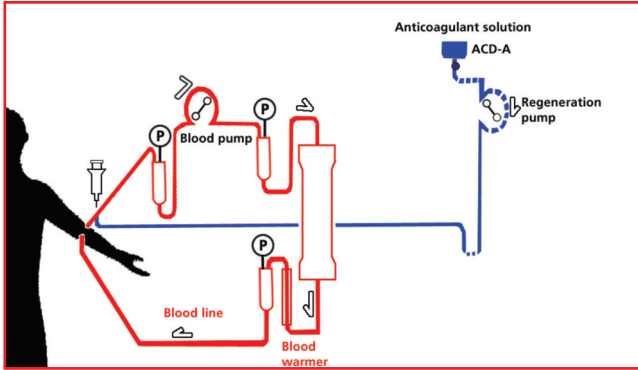 Anticoagulant solution
ACD-A
Regeneration
pump
P
P
Blood pump
P
Blood line
Blood
warmer